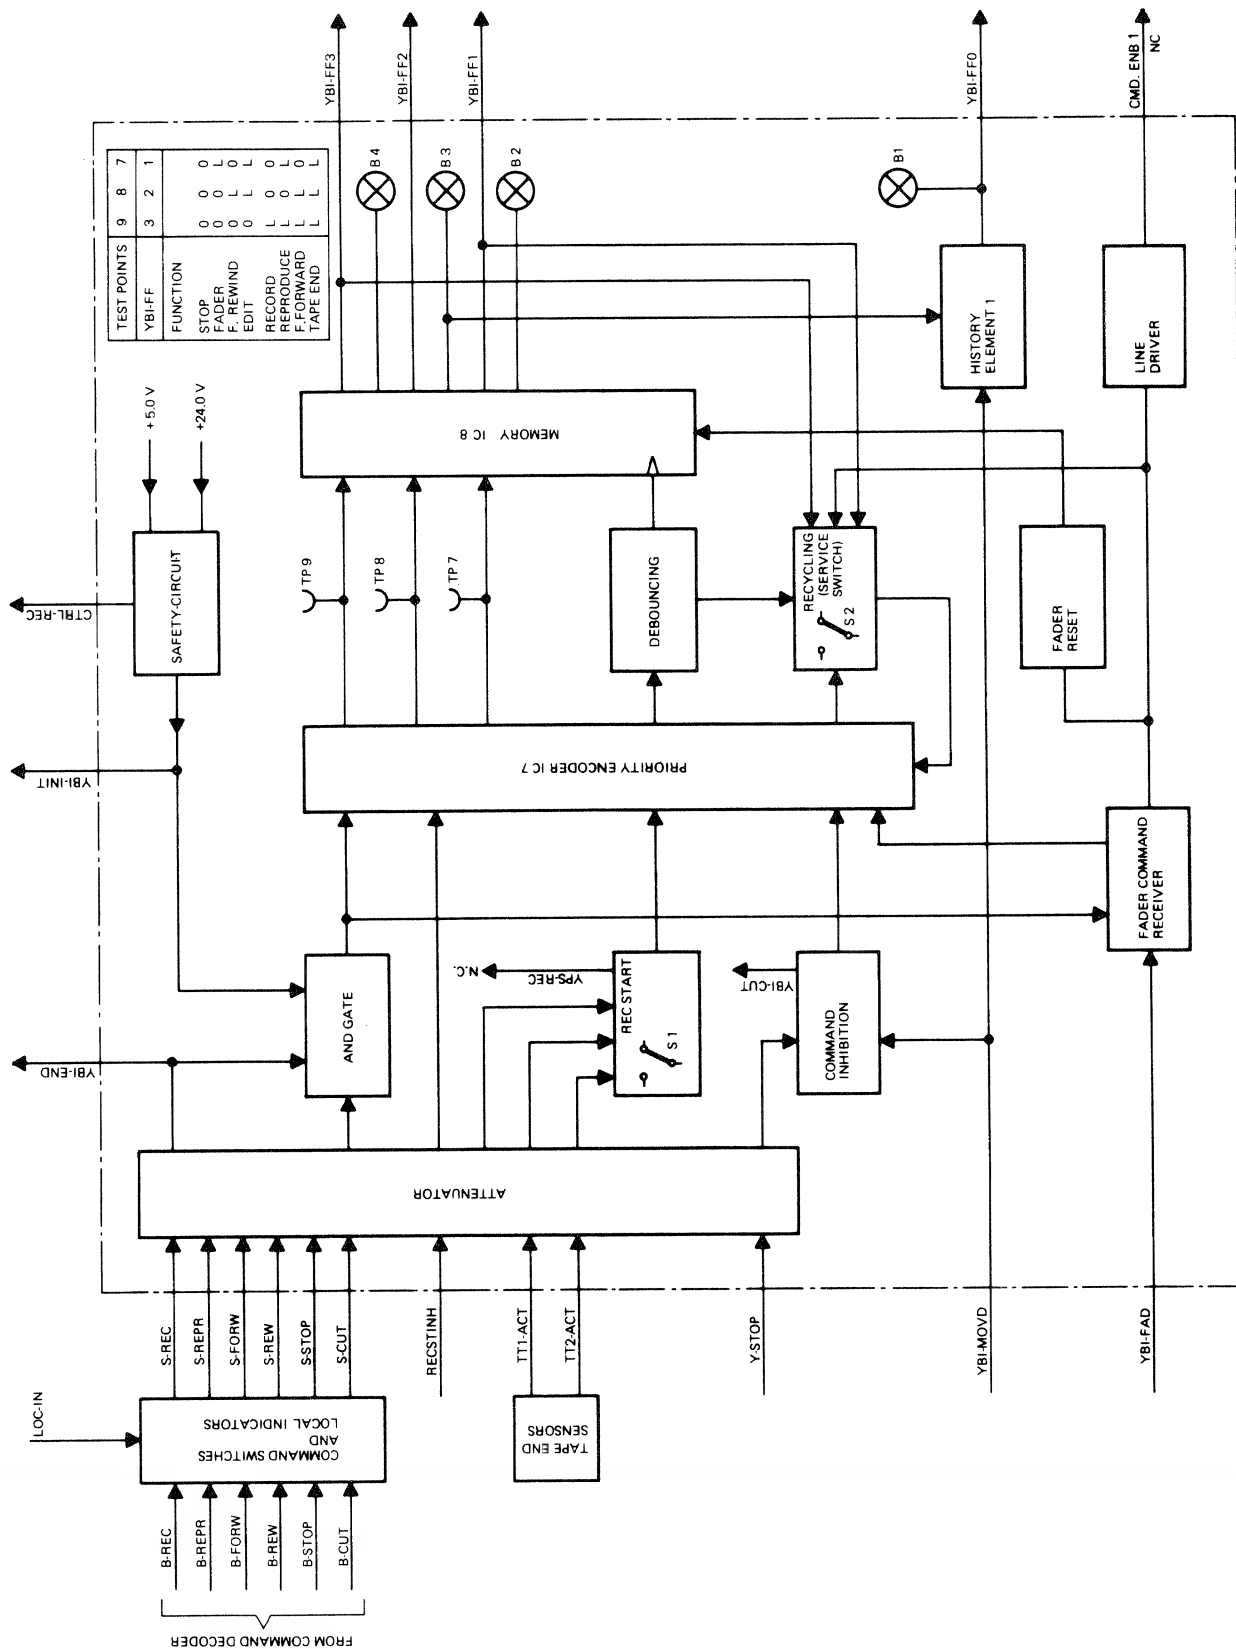 FROM COMMAND DECODER
B-REC
B-REPR
B-FORW
B-REW
B-STOP
B-CUT
LOC-IN
COMMAND SWITCHES
AND
LOCAL INDICATORS
S-REC
S-REPR
S-FORW
S-REW
S-STOP
S-CUT
RECSTINH
TAPE END
SENSORS
TT1-ACT
TT2-ACT
Y-STOP
YBI-MOVD
YBI-FAD
ATTENUATOR
YBI-END
AND GATE
REC START
S 1
YPS-REC
N.C.
COMMAND
INHIBITION
YBI-CUT
FADER COMMAND
RECEIVER
YBI-INIT
PRIORITY ENCODER IC 7
CTRL-REC
SAFETY-CIRCUIT
+5.0 V
+24.0 V
TP 9
TP 8
TP 7
DEBOUNCING
RECYCLING
(SERVICE
SWITCH)
S 2
FADER
RESET
MEMORY IC 8
HISTORY
ELEMENT 1
LINE
DRIVER
TEST POINTS 9 8 7
YBI-FF 3 2 1
FUNCTION
STOP 0 0 0
FADER 0 0 L
F. REWIND 0 L 0
EDIT 0 L L
RECORD L 0 0
REPRODUCE L 0 L
F.FORWARD L L 0
TAPE END L L L
B 4
B 3
B 2
B 1
YBI-FF3
YBI-FF2
YBI-FF1
YBI-FF0
CMD. ENB 1
NC